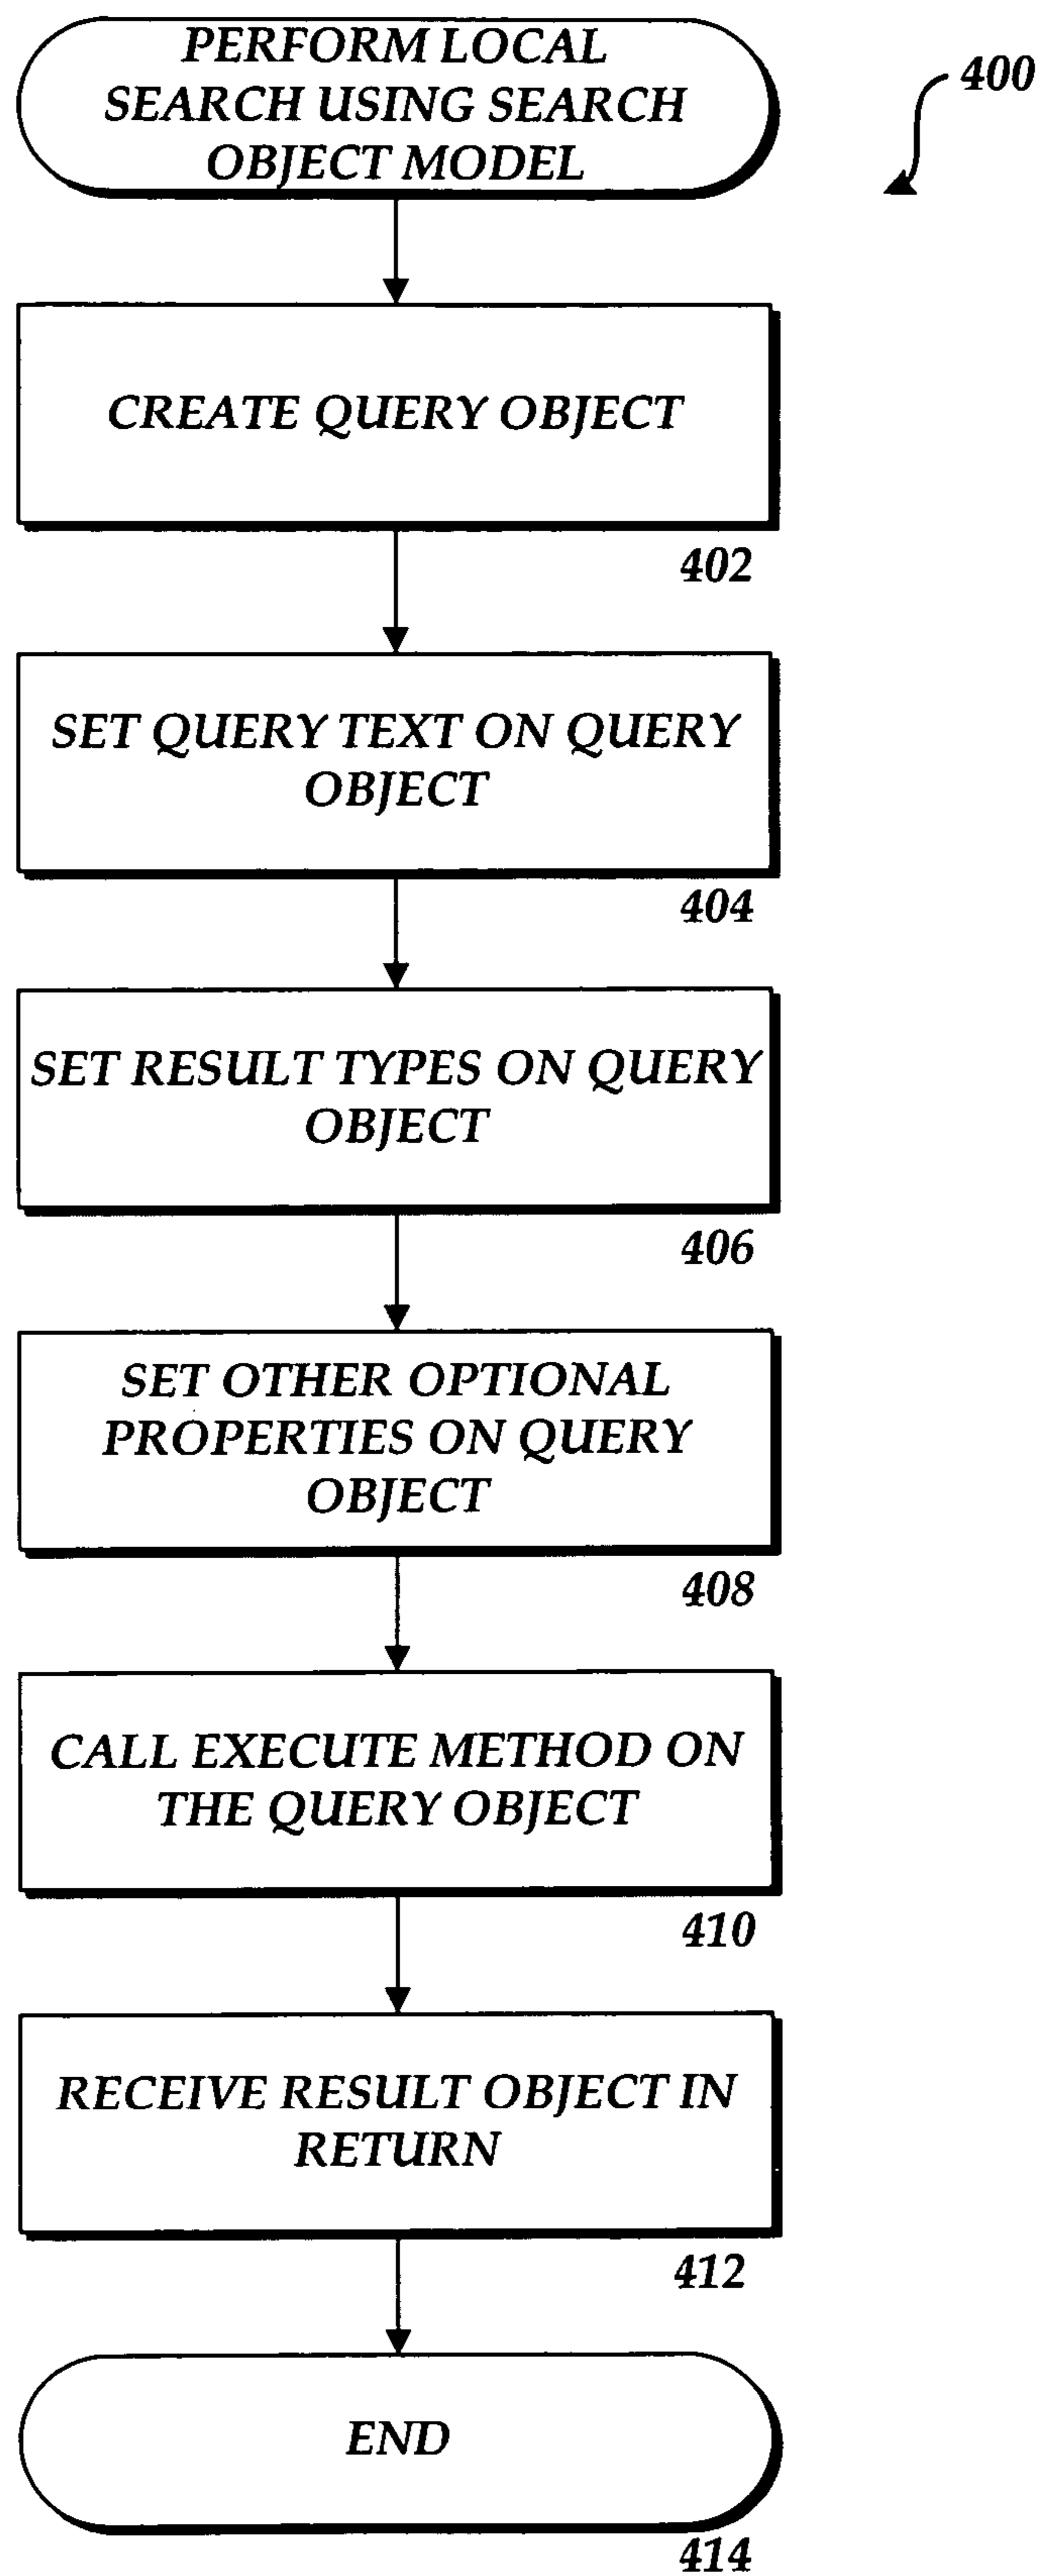 PERFORM LOCAL
SEARCH USING SEARCH
OBJECT MODEL
400
CREATE QUERY OBJECT
402
SET QUERY TEXT ON QUERY
OBJECT
404
SET RESULT TYPES ON QUERY
OBJECT
406
SET OTHER OPTIONAL
PROPERTIES ON QUERY
OBJECT
408
CALL EXECUTE METHOD ON
THE QUERY OBJECT
410
RECEIVE RESULT OBJECT IN
RETURN
412
END
414